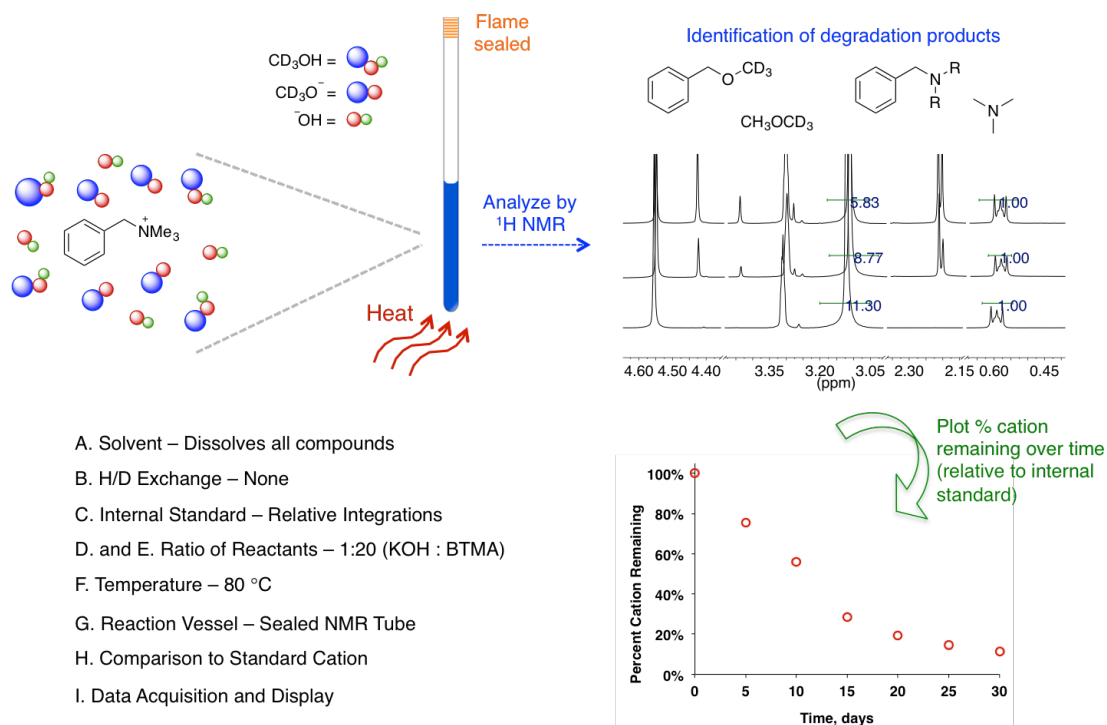 Flame
sealed
CD3OH =
CD3O− =
−OH =
+
NMe3
Heat
Analyze by
1H NMR
Identification of degradation products
O
CD3
CH3OCD3
N
R
R
N
5.83
1.00
8.77
1.00
11.30
1.00
4.60 4.50 4.40 3.35 3.20 3.05 2.30 2.15 0.60 0.45
(ppm)
Plot % cation
remaining over time
(relative to internal
standard)
A. Solvent – Dissolves all compounds
B. H/D Exchange – None
C. Internal Standard – Relative Integrations
D. and E. Ratio of Reactants – 1:20 (KOH : BTMA)
F. Temperature – 80 °C
G. Reaction Vessel – Sealed NMR Tube
H. Comparison to Standard Cation
I. Data Acquisition and Display
Percent Cation Remaining
100%
80%
60%
40%
20%
0%
0 5 10 15 20 25 30
Time, days